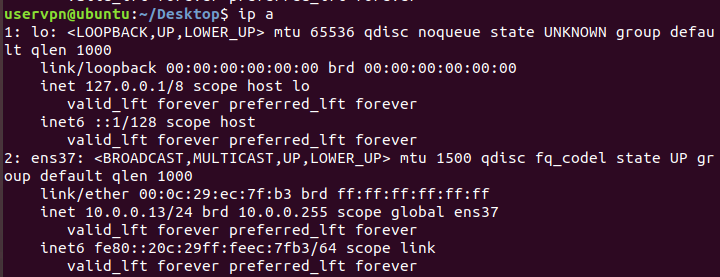 uservpn@ubuntu:~/Desktop$ ip a
1: lo: <LOOPBACK,UP,LOWER_UP> mtu 65536 qdisc noqueue state UNKNOWN group defau
lt qlen 1000
    link/loopback 00:00:00:00:00:00 brd 00:00:00:00:00:00
    inet 127.0.0.1/8 scope host lo
       valid_lft forever preferred_lft forever
    inet6 ::1/128 scope host
       valid_lft forever preferred_lft forever
2: ens37: <BROADCAST,MULTICAST,UP,LOWER_UP> mtu 1500 qdisc fq_codel state UP gr
oup default qlen 1000
    link/ether 00:0c:29:ec:7f:b3 brd ff:ff:ff:ff:ff:ff
    inet 10.0.0.13/24 brd 10.0.0.255 scope global ens37
       valid_lft forever preferred_lft forever
    inet6 fe80::20c:29ff:feec:7fb3/64 scope link
       valid_lft forever preferred_lft forever